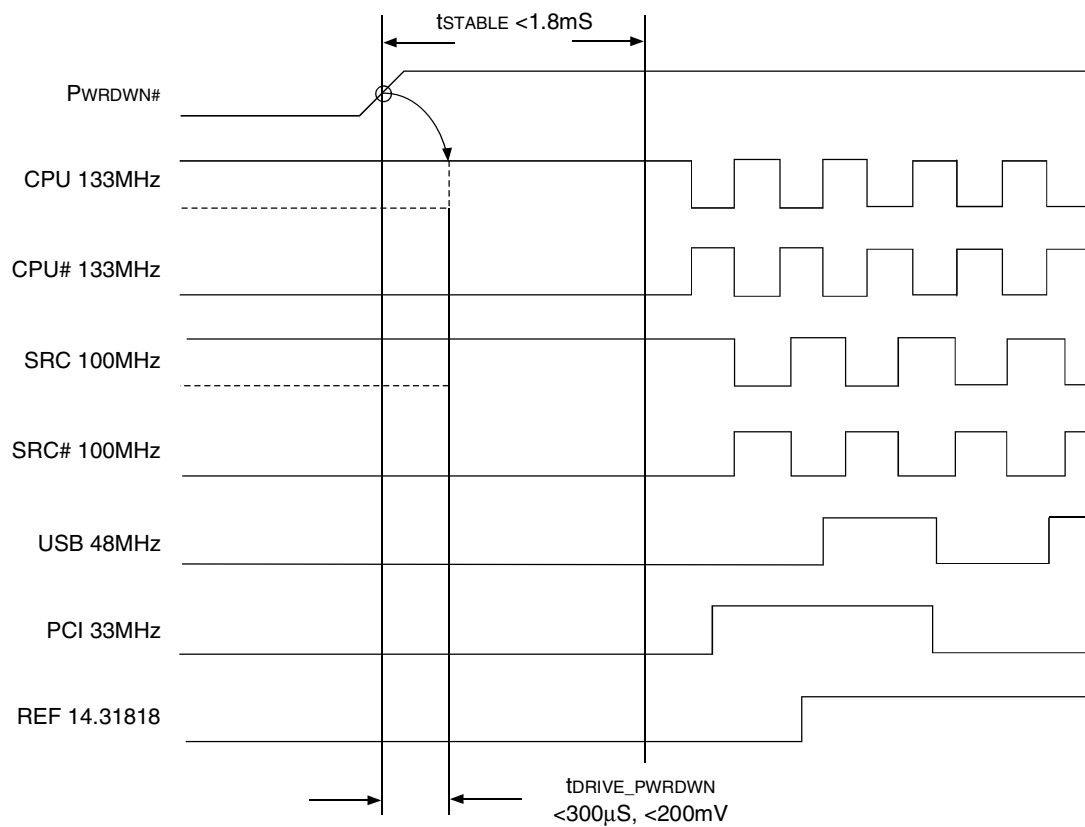 tSTABLE <1.8mS
PWRDWN#
CPU 133MHz
CPU# 133MHz
SRC 100MHz
SRC# 100MHz
USB 48MHz
PCI 33MHz
REF 14.31818
tDRIVE_PWRDWN
<300μS, <200mV